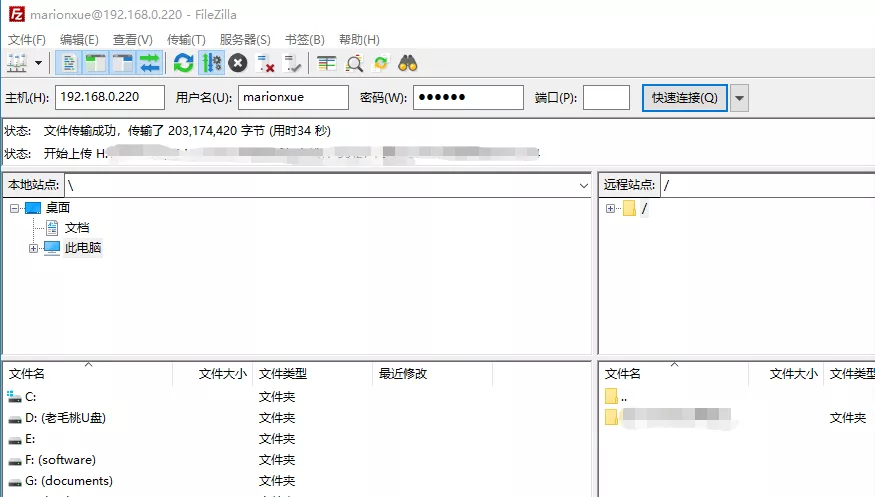 marionxue@192.168.0.220 - FileZilla
文件(F) 编辑(E) 查看(V) 传输(T) 服务器(S) 书签(B) 帮助(H)
主机(H): 192.168.0.220 用户名(U): marionxue 密码(W): ●●●●●● 端口(P): 快速连接(Q)
状态: 文件传输成功，传输了 203,174,420 字节 (用时34 秒)
状态: 开始上传 H.
本地站点: \ 远程站点: /
桌面 /
文档
此电脑
文件名 文件大小 文件类型 最近修改 文件名 文件大小 文件类型
C: 文件夹 ..
D: (老毛桃U盘) 文件夹 文件夹
E: 文件夹
F: (software) 文件夹
G: (documents) 文件夹